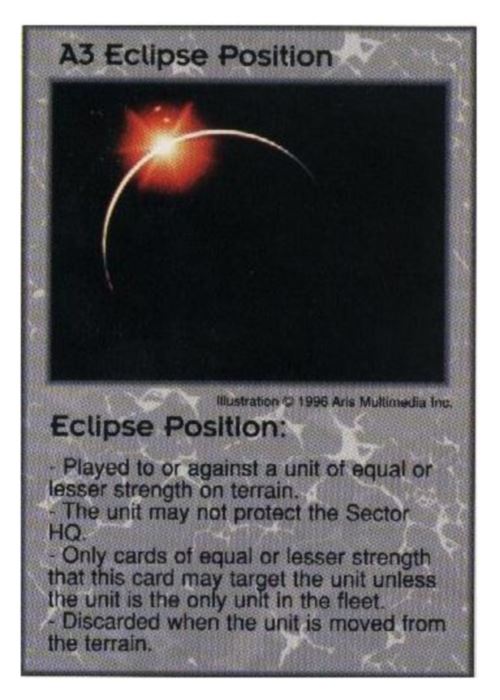 A3 Eclipse Position
Illustration © 1996 Aris Multimedia Inc.
Eclipse Position:
- Played to or against a unit of equal or
lesser strength on terrain.
- The unit may not protect the Sector
HQ.
- Only cards of equal or lesser strength
that this card may target the unit unless
the unit is the only unit in the fleet.
- Discarded when the unit is moved from
the terrain.